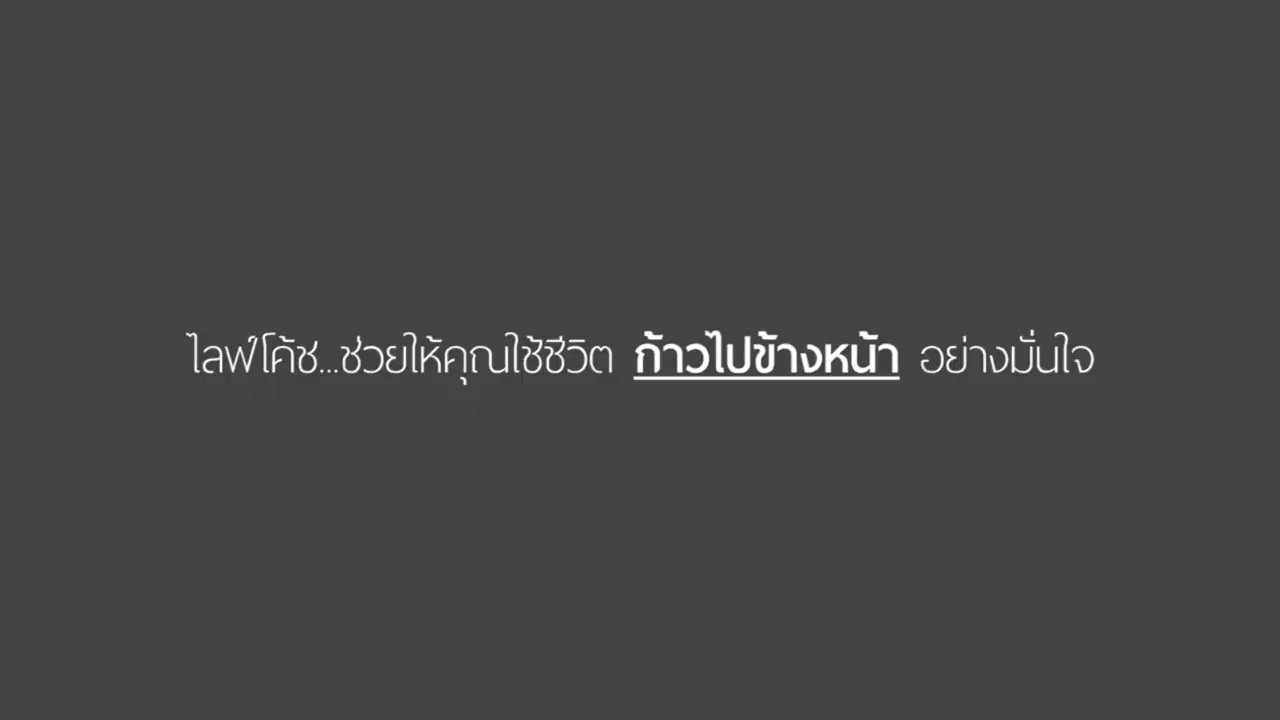 ไลฟ์โค้ช...ช่วยให้คุณใช้ชีวิต ก้าวไปข้างหน้า อย่างมั่นใจ